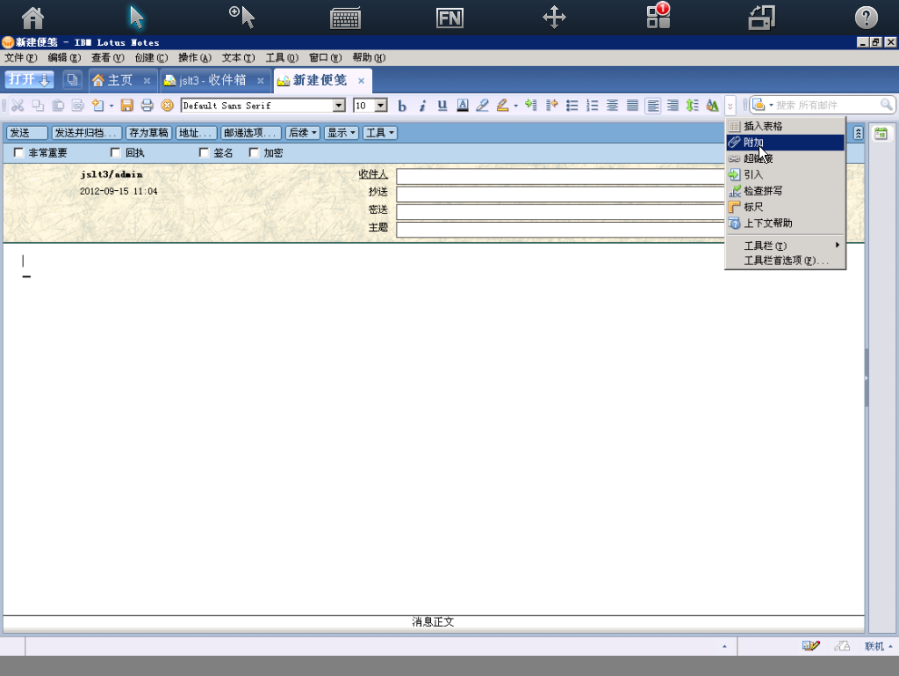 FN
1
?
新建便笺 - IBM Lotus Notes
文件(F) 编辑(E) 查看(V) 创建(C) 操作(A) 文本(T) 工具(O) 窗口(W) 帮助(H)
打开 主页 × jslt3 - 收件箱 × 新建便笺 ×
Default Sans Serif 10 b i u A 搜索 所有邮件
发送 发送并归档... 存为草稿 地址... 邮递选项... 后续 显示 工具
非常重要 回执 签名 加密
jslt3/admin
2012-09-15 11:04
收件人
抄送
密送
主题
插入表格
附加
超链接
引入
检查拼写
标尺
上下文帮助
工具栏(T)
工具栏首选项(P)...
消息正文
联机